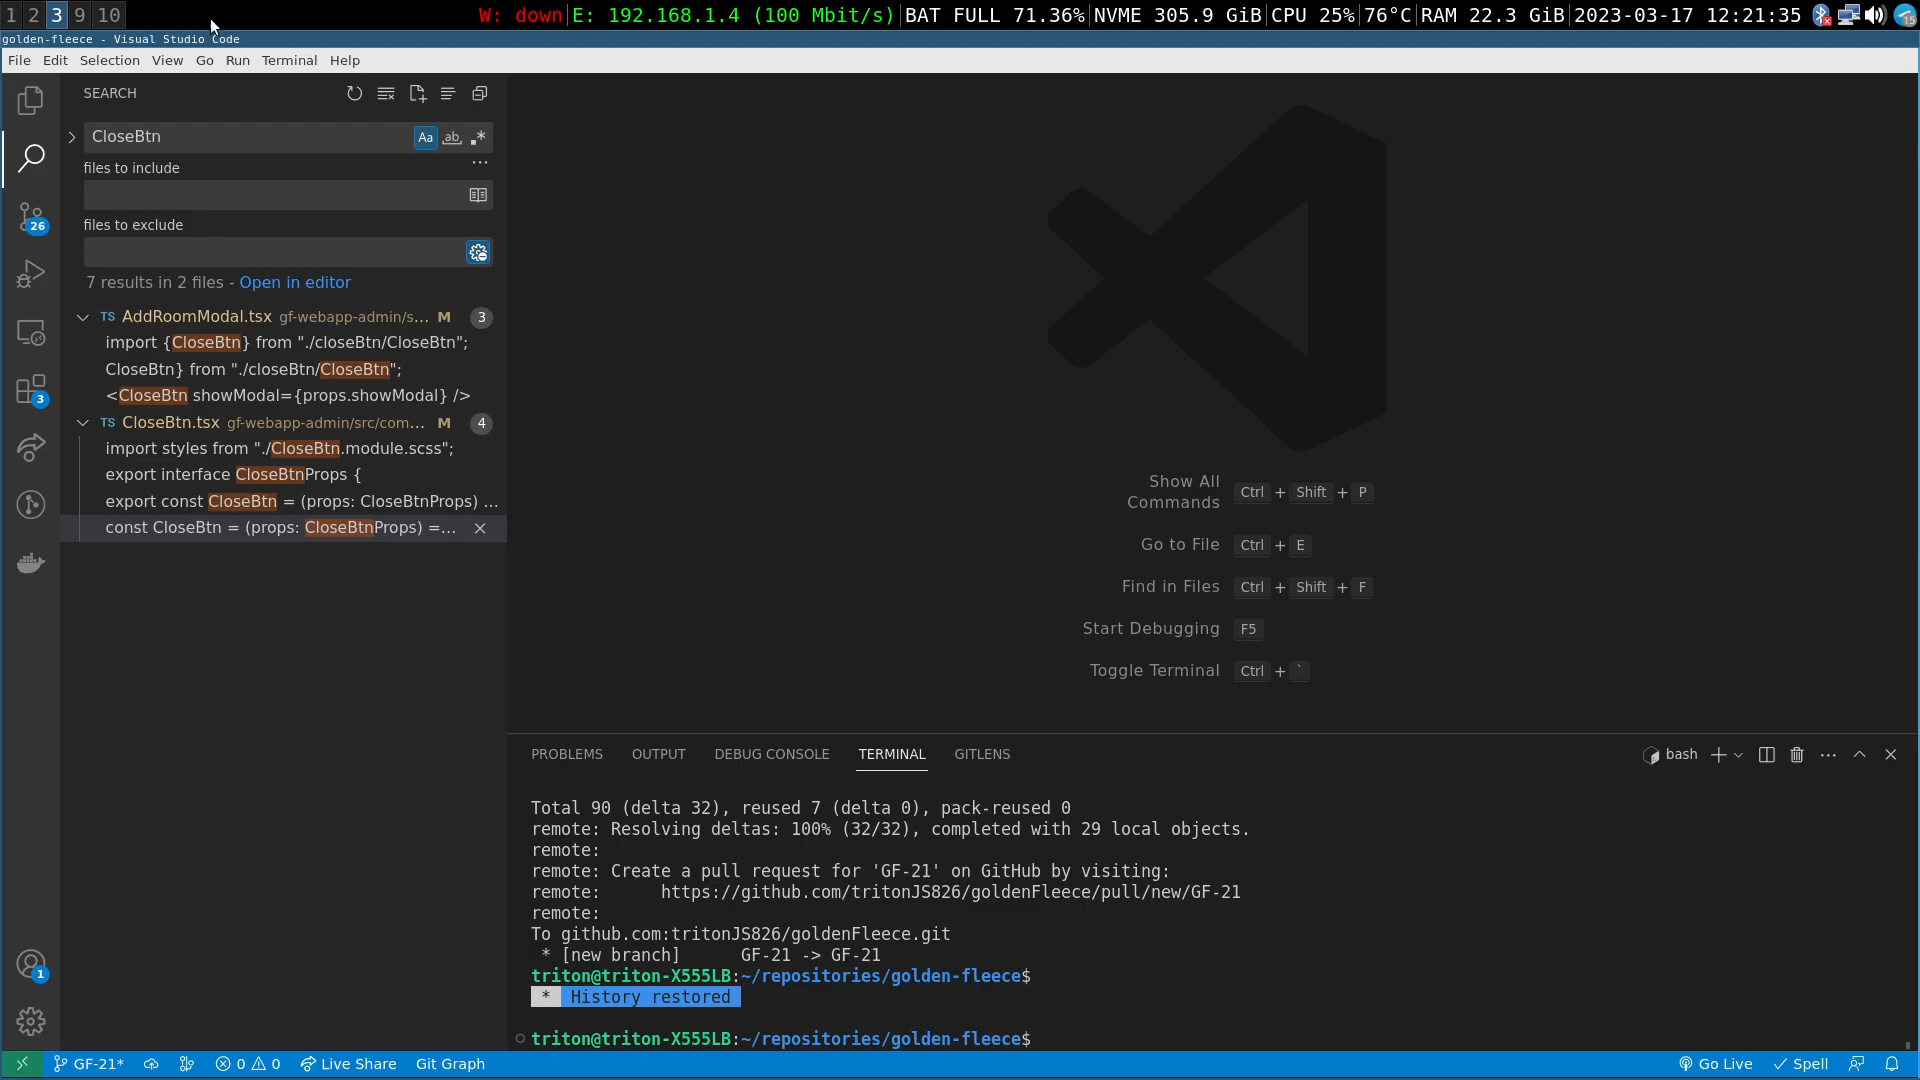 1 2 3 9 10
W: down|E: 192.168.1.4 (100 Mbit/s)|BAT FULL 71.36%|NVME 305.9 GiB|CPU 25%|76°C|RAM 22.3 GiB|2023-03-17 12:21:35
15
golden-fleece - Visual Studio Code
File Edit Selection View Go Run Terminal Help
SEARCH
CloseBtn
Aa ab .*
files to include
...
files to exclude
7 results in 2 files - Open in editor
TS AddRoomModal.tsx gf-webapp-admin/s... M 3
import {CloseBtn} from "./closeBtn/CloseBtn";
CloseBtn} from "./closeBtn/CloseBtn";
<CloseBtn showModal={props.showModal} />
TS CloseBtn.tsx gf-webapp-admin/src/com... M 4
import styles from "./CloseBtn.module.scss";
export interface CloseBtnProps {
export const CloseBtn = (props: CloseBtnProps) ...
const CloseBtn = (props: CloseBtnProps) =...
26
3
1
Show All
Commands Ctrl + Shift + P
Go to File Ctrl + E
Find in Files Ctrl + Shift + F
Start Debugging F5
Toggle Terminal Ctrl + `
PROBLEMS OUTPUT DEBUG CONSOLE TERMINAL GITLENS
bash
Total 90 (delta 32), reused 7 (delta 0), pack-reused 0
remote: Resolving deltas: 100% (32/32), completed with 29 local objects.
remote:
remote: Create a pull request for 'GF-21' on GitHub by visiting:
remote:      https://github.com/tritonJS826/goldenFleece/pull/new/GF-21
remote:
To github.com:tritonJS826/goldenFleece.git
* [new branch]      GF-21 -> GF-21
triton@triton-X555LB:~/repositories/golden-fleece$
* History restored
triton@triton-X555LB:~/repositories/golden-fleece$
GF-21* 0 0 Live Share Git Graph
Go Live Spell